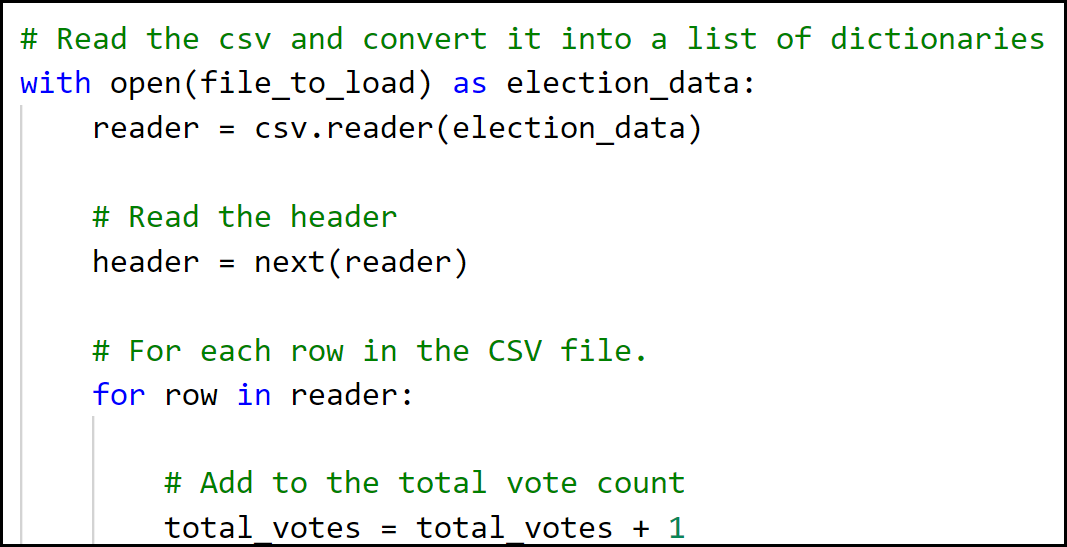 # Read the csv and convert it into a list of dictionaries
with open(file_to_load) as election_data:
    reader = csv.reader(election_data)
    # Read the header
    header = next(reader)
    # For each row in the CSV file.
    for row in reader:
        # Add to the total vote count
        total_votes = total_votes + 1